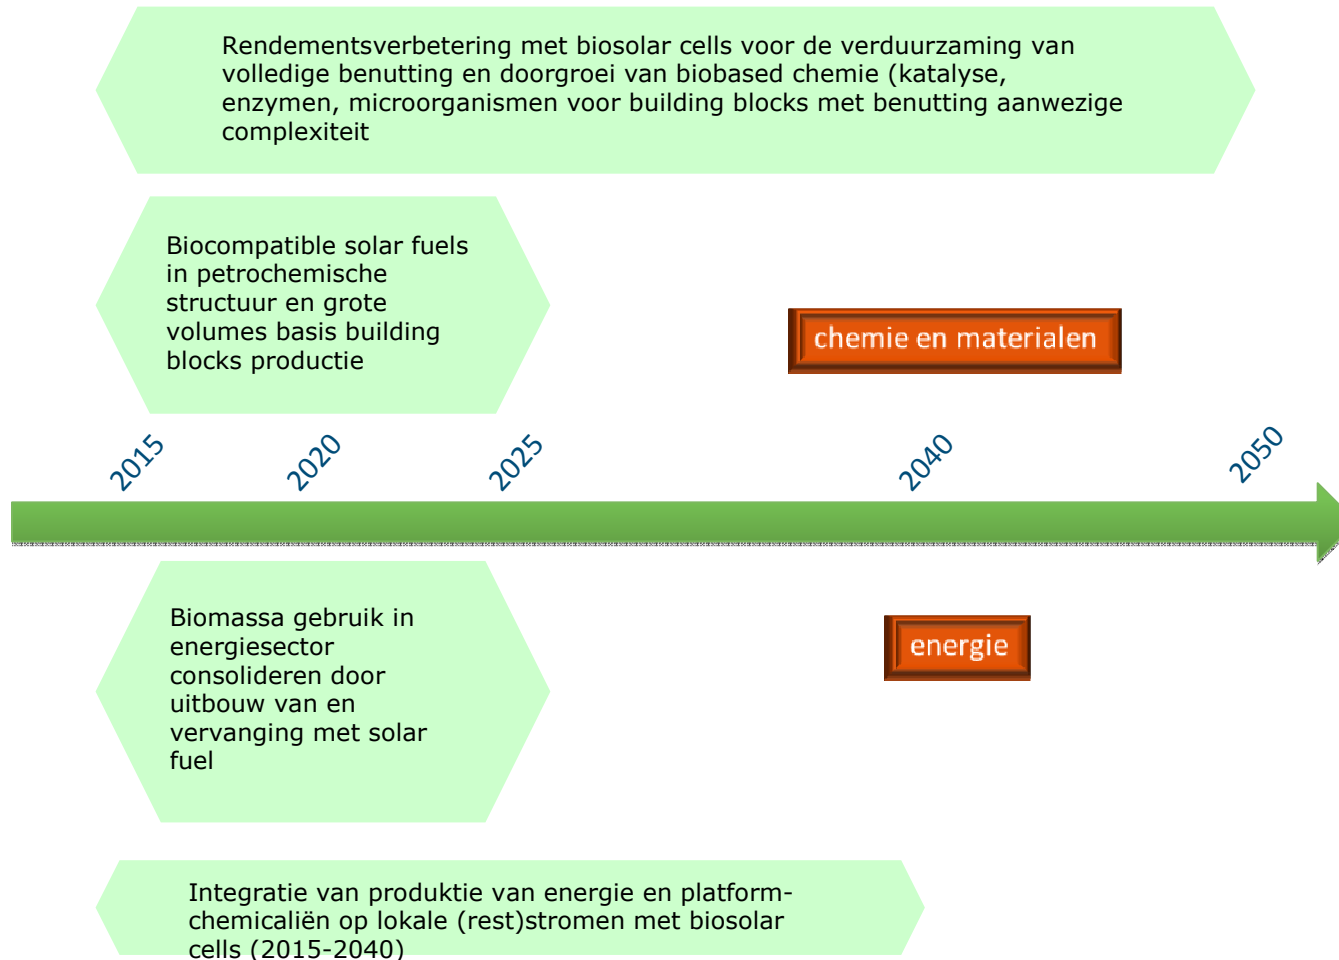 Rendementsverbetering met biosolar cells voor de verduurzaming van
volledige benutting en doorgroei van biobased chemie (katalyse,
enzymen, microorganismen voor building blocks met benutting aanwezige
complexiteit
Biocompatible solar fuels
in petrochemische
structuur en grote
volumes basis building
blocks productie
chemie en materialen
2015
2020
2025
2040
2050
Biomassa gebruik in
energiesector
consolideren door
uitbouw van en
vervanging met solar
fuel
energie
Integratie van produktie van energie en platform-
chemicaliën op lokale (rest)stromen met biosolar
cells (2015-2040)